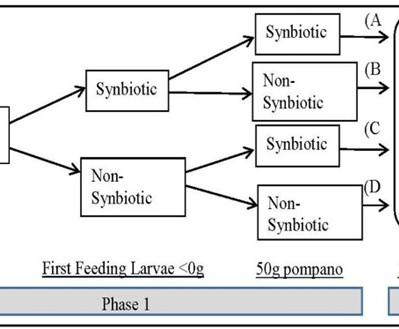 Synbiotic
(A
Non-
Synbiotic
(B
Synbiotic
Synbiotic
(C
Non-
Synbiotic
Non-
Synbiotic
(D
First Feeding Larvae <0g
50g pompano
Phase 1